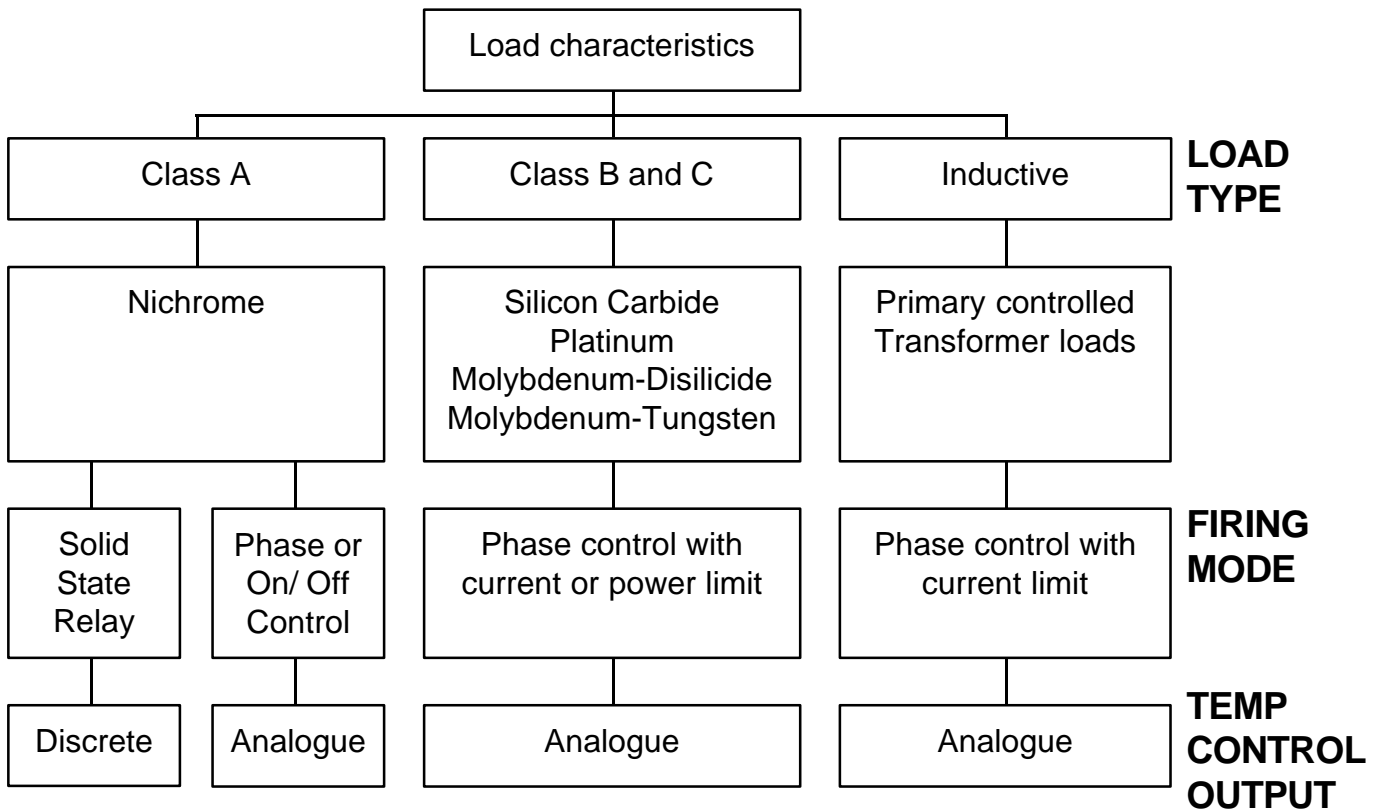 Load characteristics
Class A
Class B and C
Inductive
LOAD
TYPE
Nichrome
Silicon Carbide
Platinum
Molybdenum-Disilicide
Molybdenum-Tungsten
Primary controlled
Transformer loads
Solid
State
Relay
Phase or
On/ Off
Control
Phase control with
current or power limit
Phase control with
current limit
FIRING
MODE
Discrete
Analogue
Analogue
Analogue
TEMP
CONTROL
OUTPUT